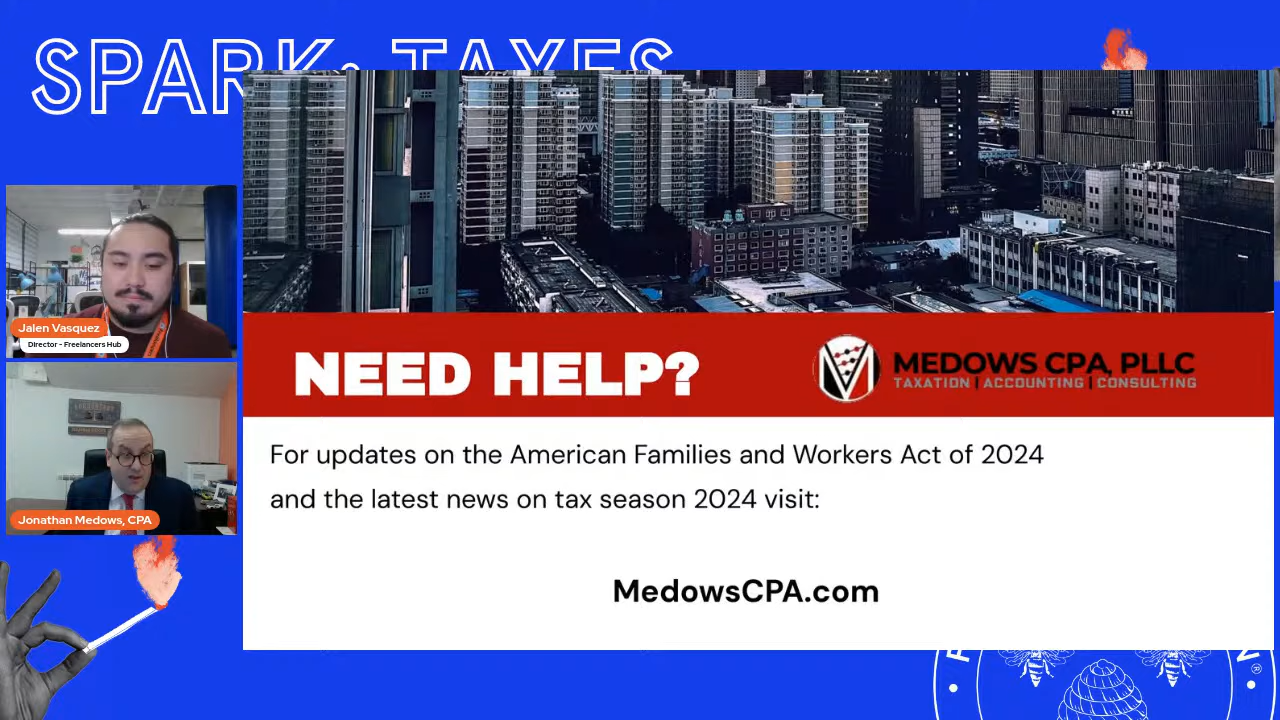 SPARK: TAXES
Jalen Vasquez
Director - Freelancers Hub
Jonathan Medows, CPA
NEED HELP?
MEDOWS CPA, PLLC
TAXATION | ACCOUNTING | CONSULTING
For updates on the American Families and Workers Act of 2024
and the latest news on tax season 2024 visit:
MedowsCPA.com